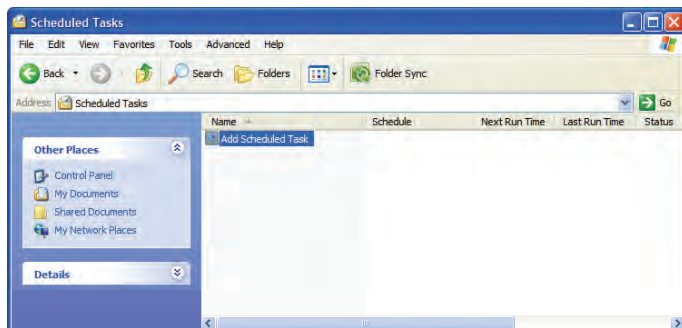 Scheduled Tasks
File Edit View Favorites Tools Advanced Help
Back Search Folders Folder Sync
Address Scheduled Tasks Go
Name Schedule Next Run Time Last Run Time Status
Add Scheduled Task
Other Places
Control Panel
My Documents
Shared Documents
My Network Places
Details